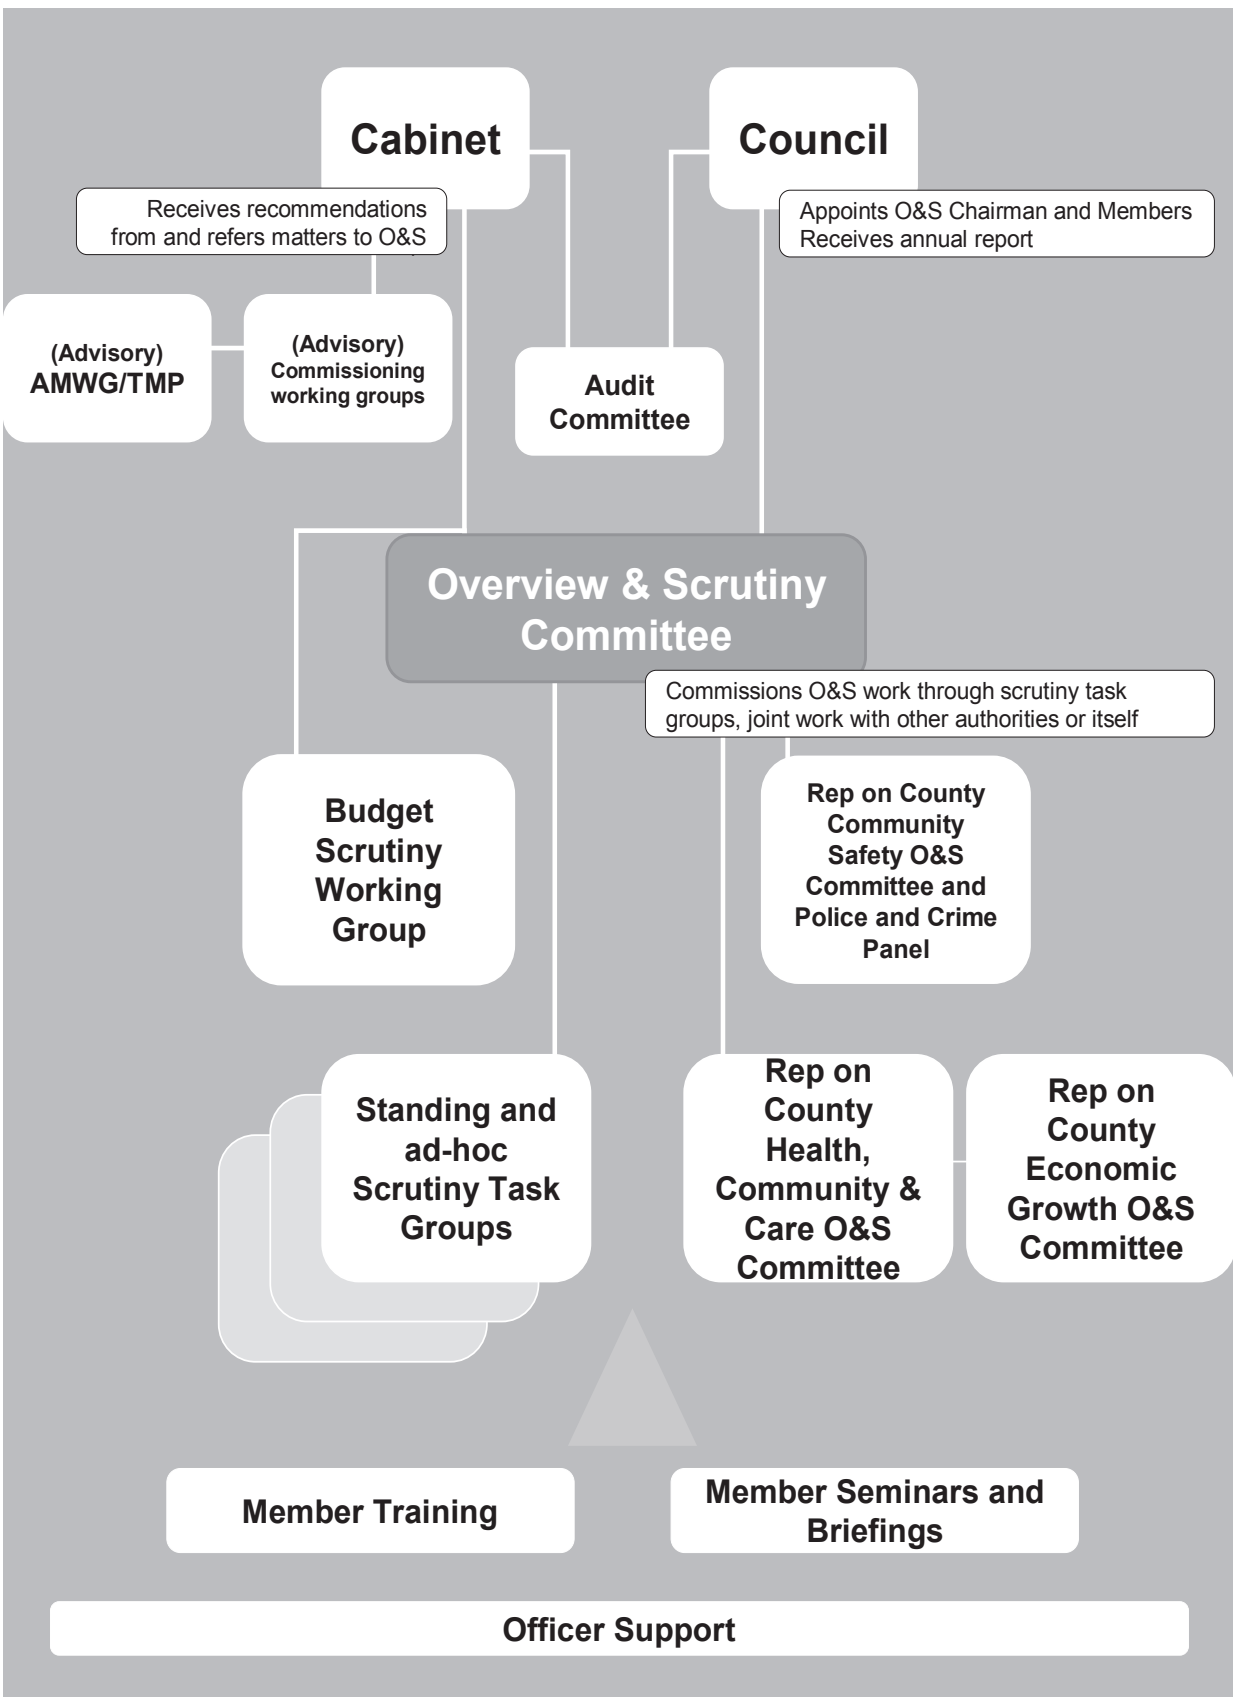 Cabinet
Council
Receives recommendations
from and refers matters to O&S
Appoints O&S Chairman and Members
Receives annual report
(Advisory)
AMWG/TMP
(Advisory)
Commissioning
working groups
Audit
Committee
Overview & Scrutiny
Committee
Commissions O&S work through scrutiny task
groups, joint work with other authorities or itself
Budget
Scrutiny
Working
Group
Rep on County
Community
Safety O&S
Committee and
Police and Crime
Panel
Standing and
ad-hoc
Scrutiny Task
Groups
Rep on
County
Health,
Community &
Care O&S
Committee
Rep on
County
Economic
Growth O&S
Committee
Member Training
Member Seminars and
Briefings
Officer Support